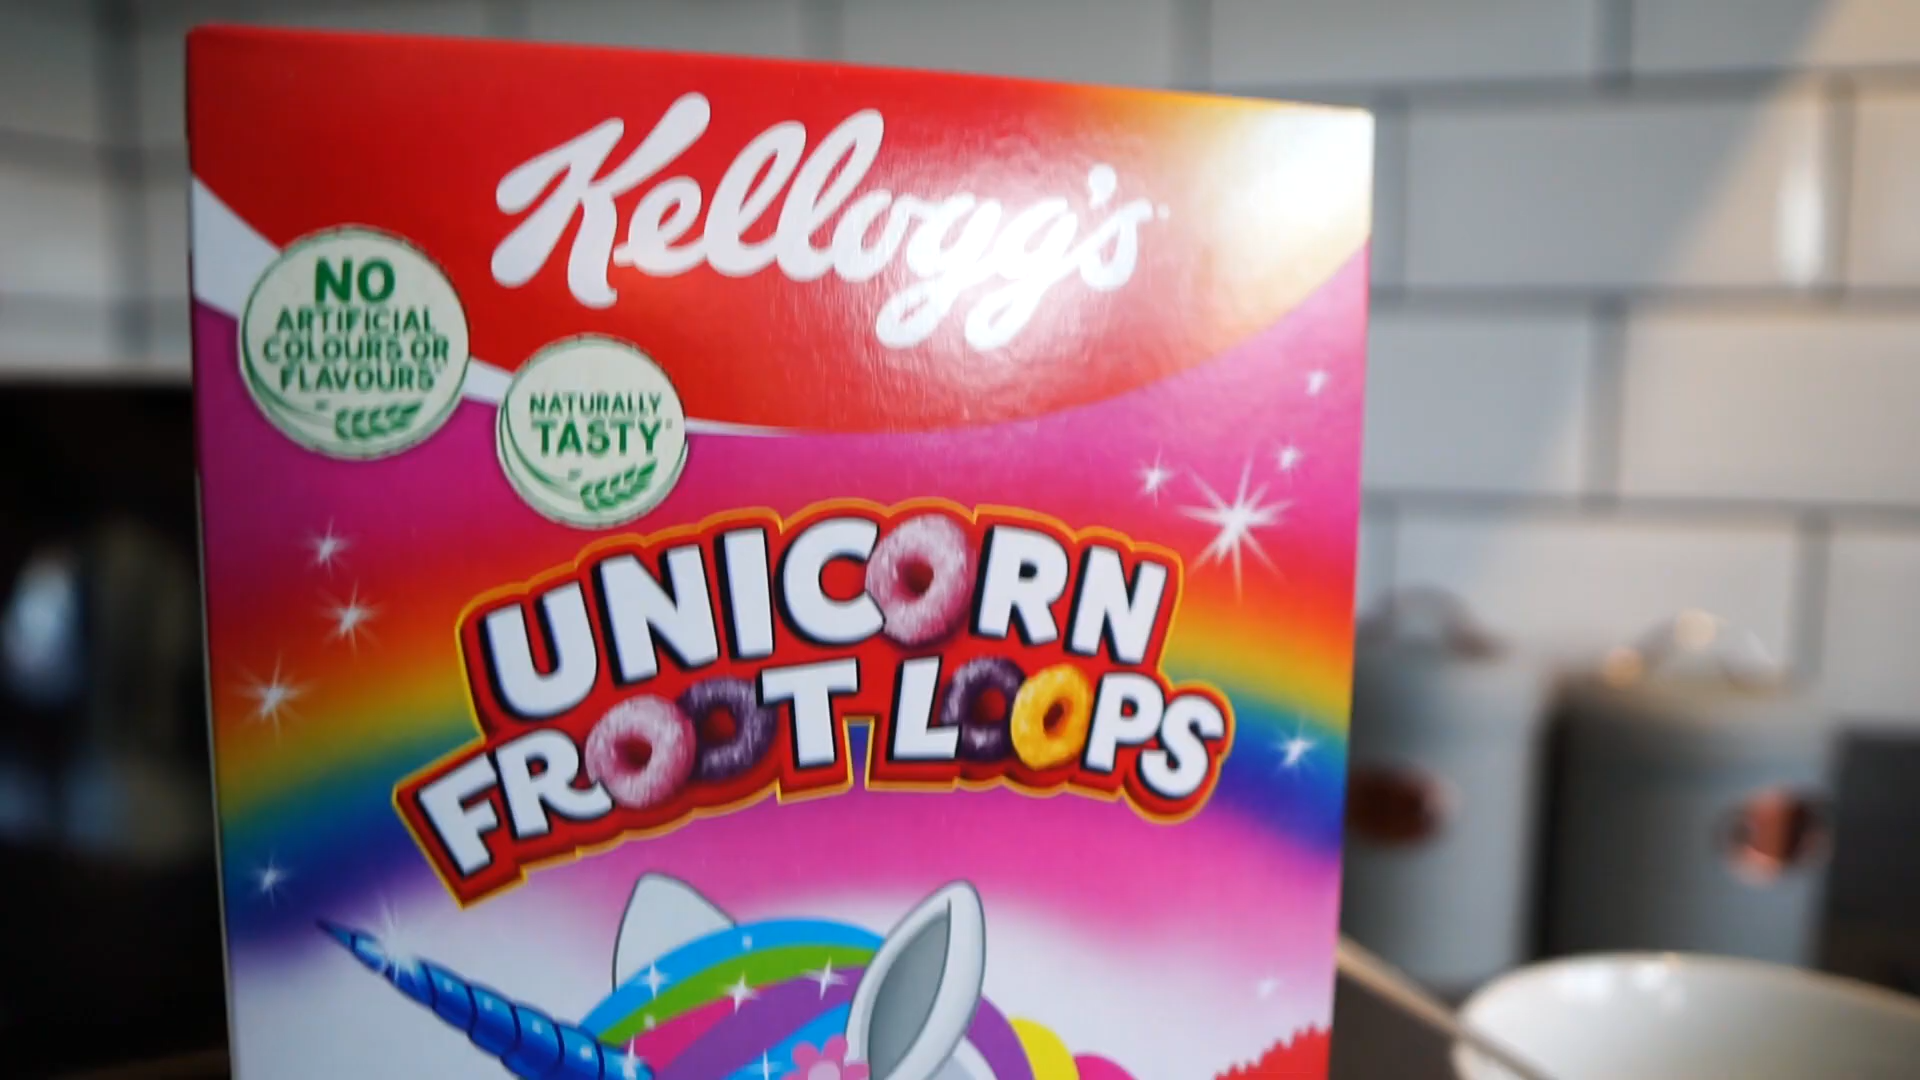 Kellogg's
NO
ARTIFICIAL
COLOURS OR
FLAVOURS
NATURALLY
TASTY
UNICORN
FROOT LOOPS